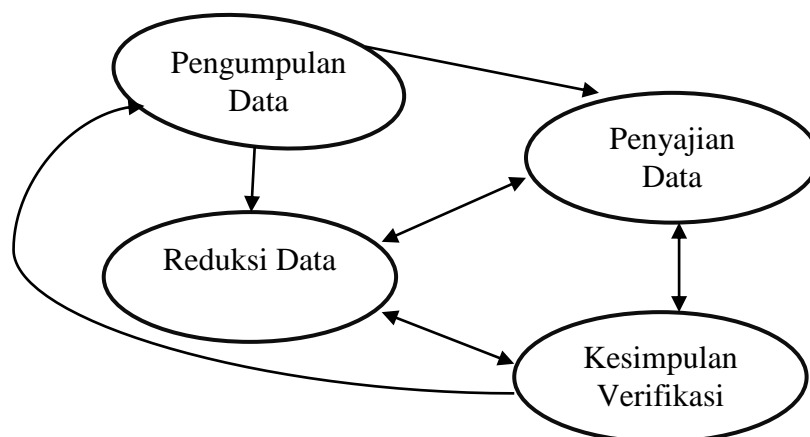 Pengumpulan
Data
Penyajian
Data
Reduksi Data
Kesimpulan
Verifikasi